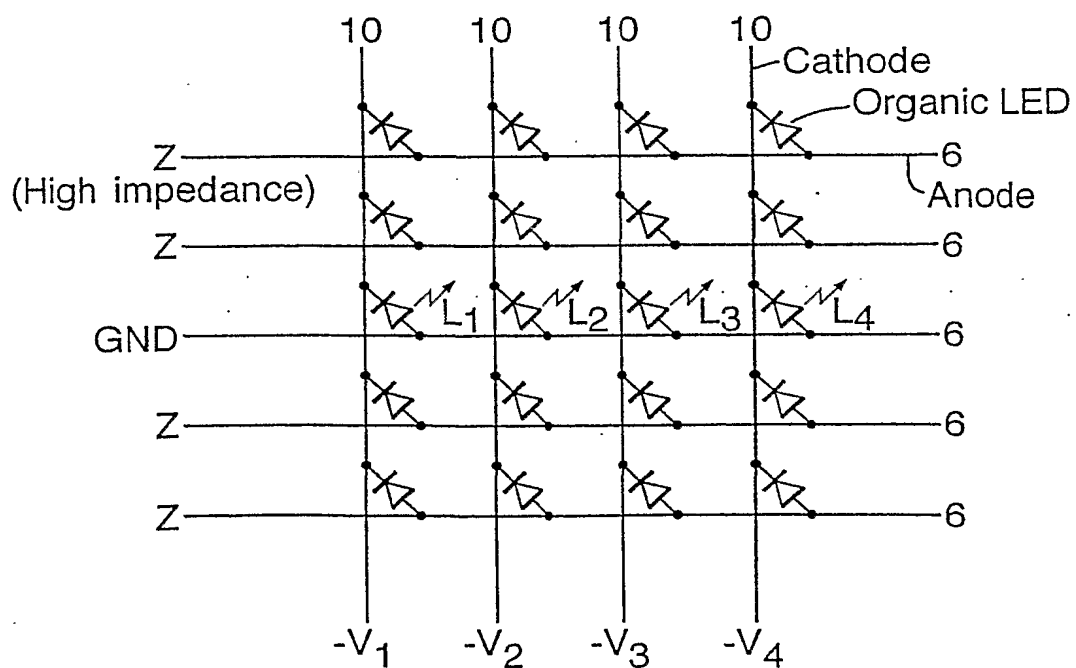 10 10 10 10
Cathode
Organic LED
Z 6
(High impedance) Anode
Z 6
L1 L2 L3 L4
GND 6
Z 6
Z 6
-V1 -V2 -V3 -V4